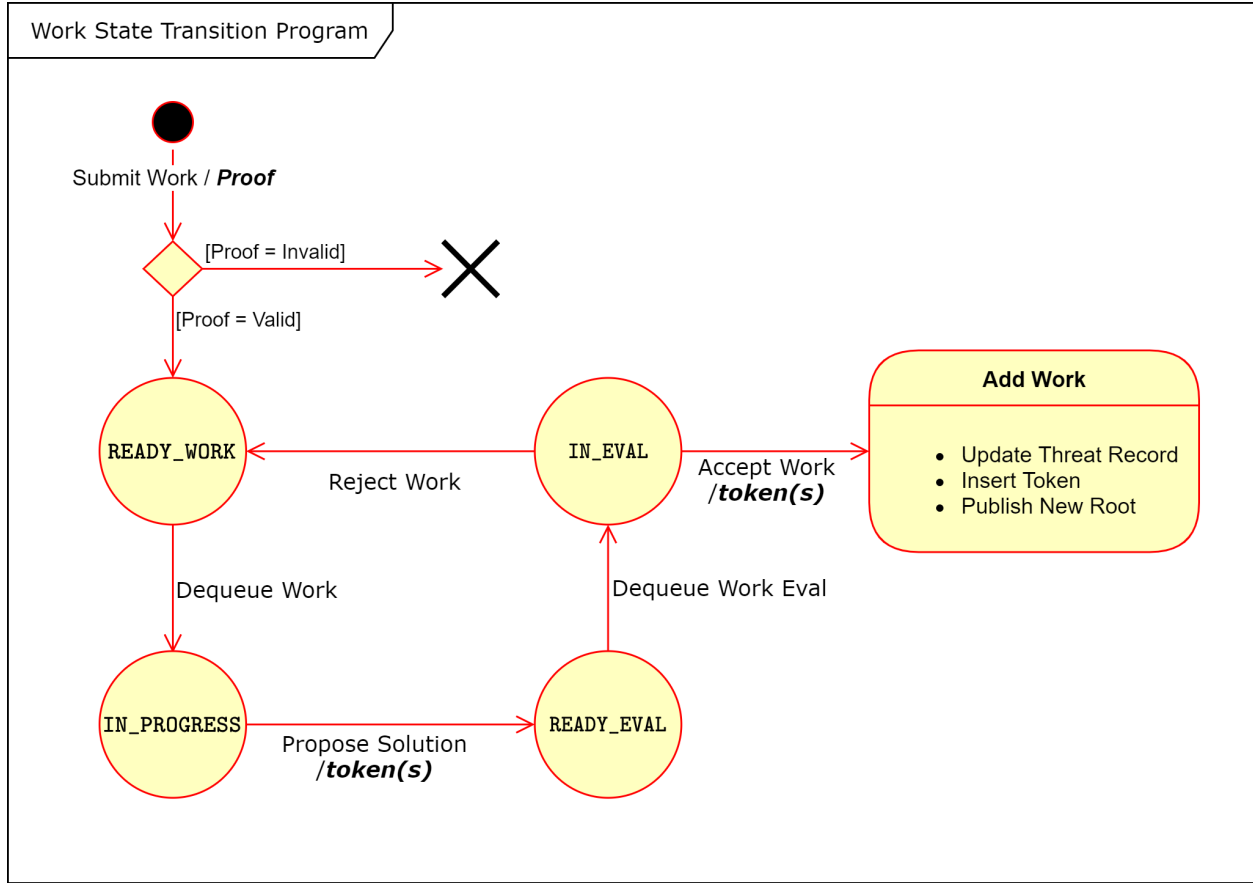 Work State Transition Program
Submit Work / Proof
[Proof = Invalid]
[Proof = Valid]
READY_WORK
Reject Work
IN_EVAL
Accept Work
/token(s)
Add Work
• Update Threat Record
• Insert Token
• Publish New Root
Dequeue Work
Dequeue Work Eval
IN_PROGRESS
Propose Solution
/token(s)
READY_EVAL